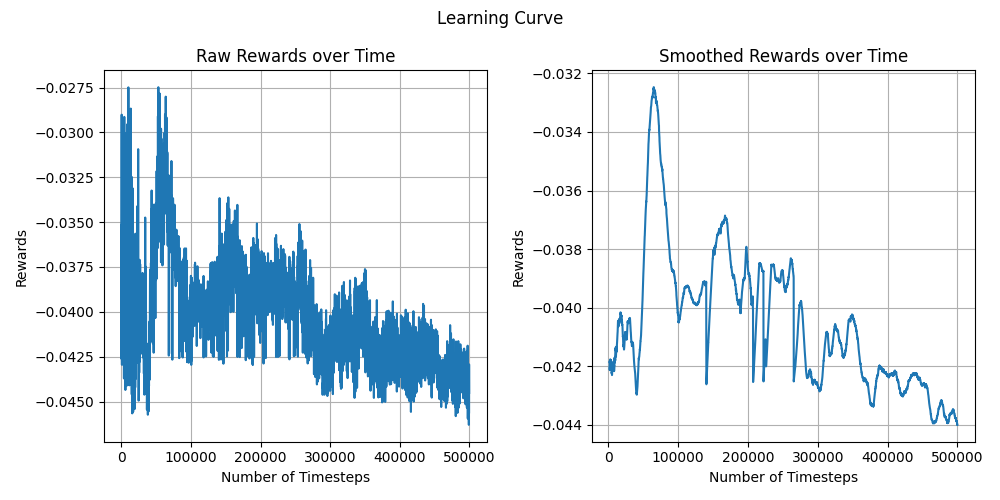 Learning Curve
Raw Rewards over Time
−0.0275
−0.0300
−0.0325
−0.0350
−0.0375
−0.0400
−0.0425
−0.0450
Rewards
0 100000 200000 300000 400000 500000
Number of Timesteps
Smoothed Rewards over Time
−0.032
−0.034
−0.036
−0.038
−0.040
−0.042
−0.044
Rewards
0 100000 200000 300000 400000 500000
Number of Timesteps